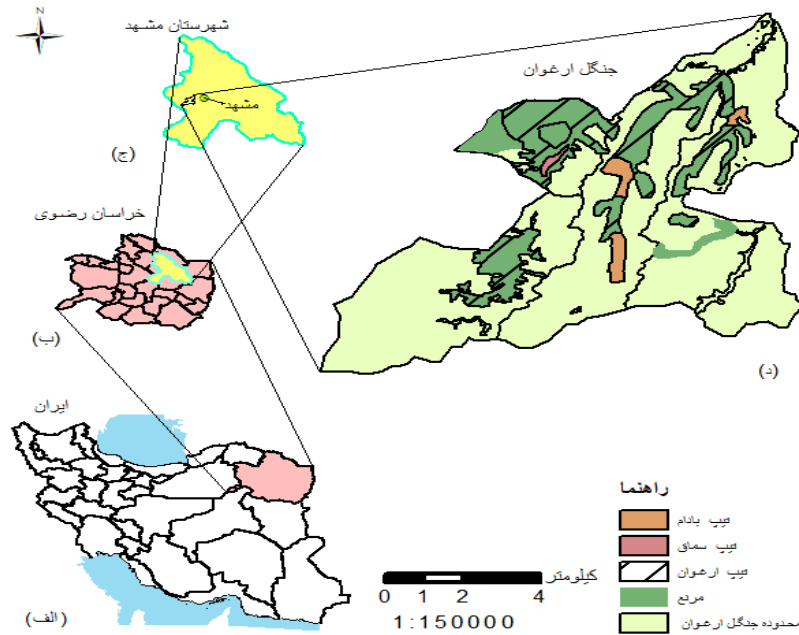 N
شهرستان مشهد
مشهد
(ج)
جنگل ارغوان
(د)
خراسان رضوی
(ب)
ایران
(الف)
راهنما
تیپ بادام
تیپ سماق
تیپ ارغوان
مرتع
محدوده جنگل ارغوان
کیلومتر
0 1 2 4
1:150000